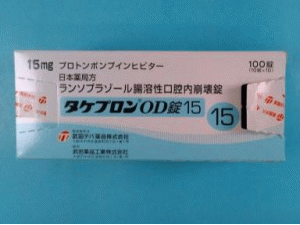 15mg プロトンポンプインヒビター 100錠
日本薬局方
ランソプラゾール腸溶性口腔内崩壊錠
タケプロンOD錠15
15
武田テバ薬品株式会社
武田薬品工業株式会社